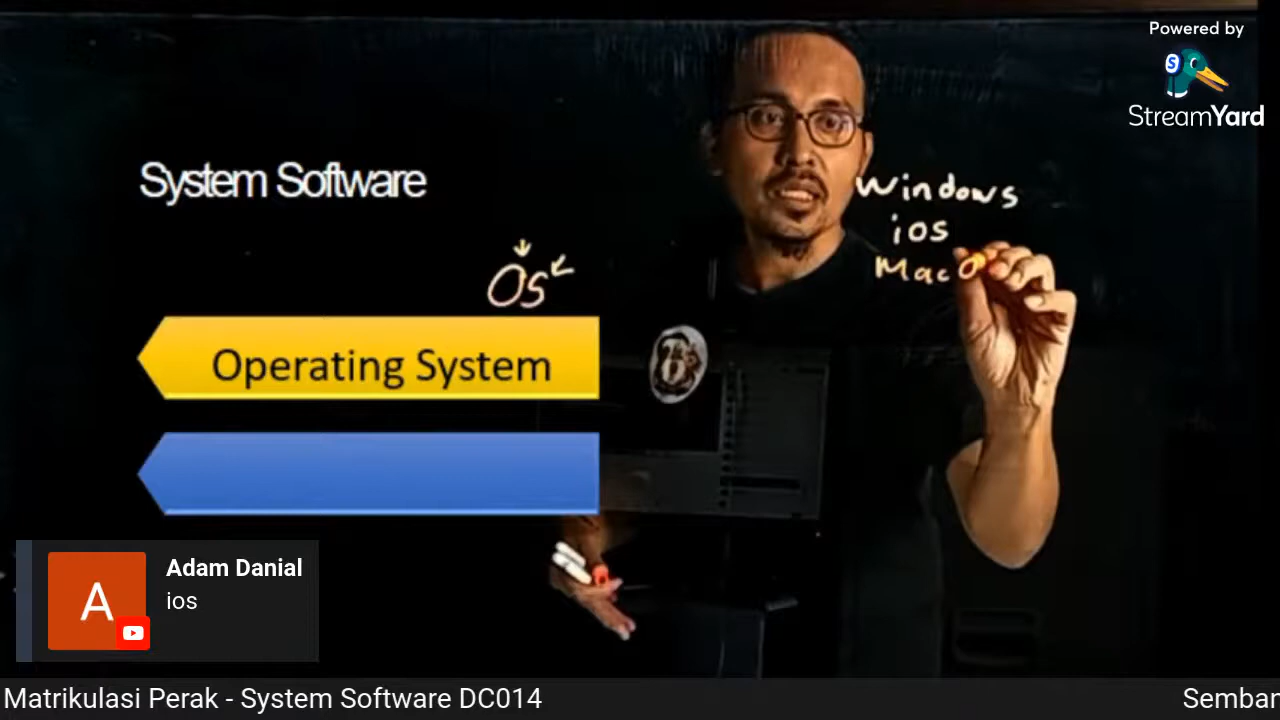 Powered by
StreamYard
System Software
Windows
ios
Mac O
Os
Operating System
Adam Danial
ios
Matrikulasi Perak - System Software DC014
Semban